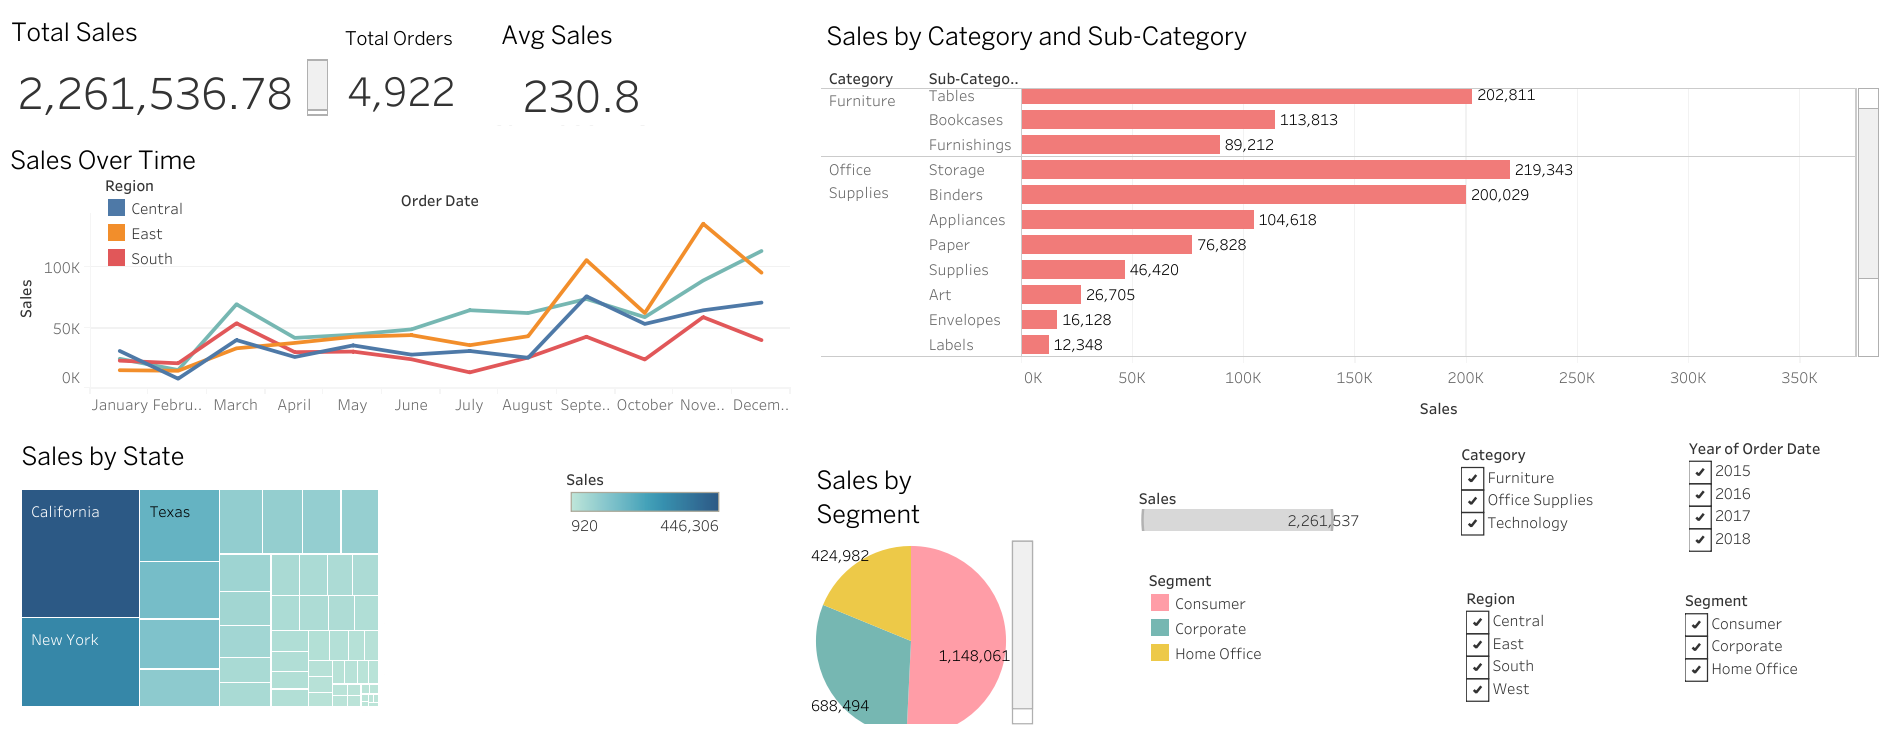 Total Sales
2,261,536.78
Total Orders
4,922
Avg Sales
230.8
Sales Over Time
Region
Central
East
South
Order Date
Sales
100K
50K
0K
January Febru.. March April May June July August Septe.. October Nove.. Decem..
Sales by Category and Sub-Category
Category Sub-Catego..
Furniture Tables 202,811
Bookcases 113,813
Furnishings 89,212
Office Storage 219,343
Supplies Binders 200,029
Appliances 104,618
Paper 76,828
Supplies 46,420
Art 26,705
Envelopes 16,128
Labels 12,348
0K 50K 100K 150K 200K 250K 300K 350K
Sales
Sales by State
California
Texas
New York
Sales
920 446,306
Sales by
Segment
424,982
1,148,061
688,494
Sales
2,261,537
Segment
Consumer
Corporate
Home Office
Category
Furniture
Office Supplies
Technology
Year of Order Date
2015
2016
2017
2018
Region
Central
East
South
West
Segment
Consumer
Corporate
Home Office